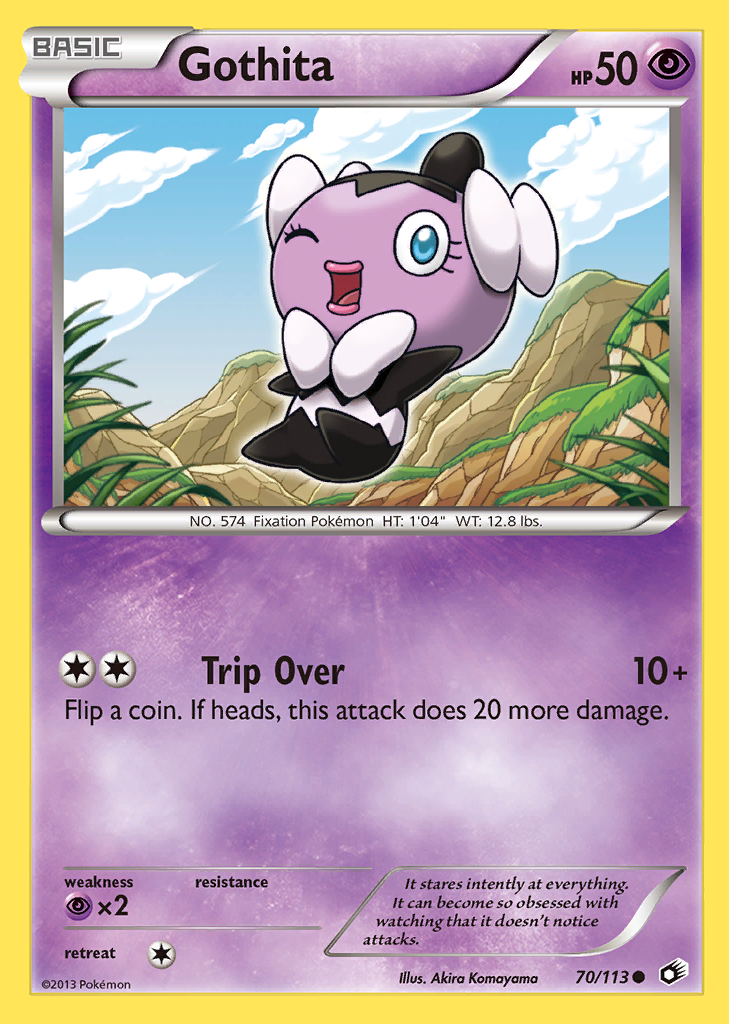 BASIC
Gothita
HP 50
NO. 574 Fixation Pokémon HT: 1'04" WT: 12.8 lbs.
Trip Over 10+
Flip a coin. If heads, this attack does 20 more damage.
weakness resistance
×2
retreat
It stares intently at everything.
It can become so obsessed with
watching that it doesn't notice
attacks.
©2013 Pokémon
Illus. Akira Komayama 70/113